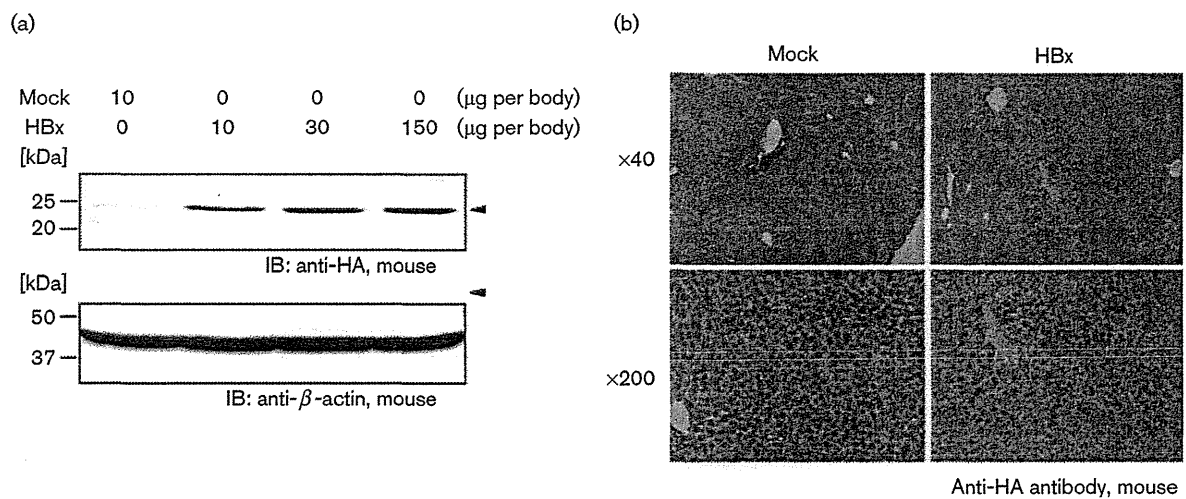 (a)
Mock 10 0 0 0 (μg per body)
HBx 0 10 30 150 (μg per body)
[kDa]
25
20
IB: anti-HA, mouse
[kDa]
50
37
IB: anti-β-actin, mouse
(b)
Mock HBx
×40
×200
Anti-HA antibody, mouse